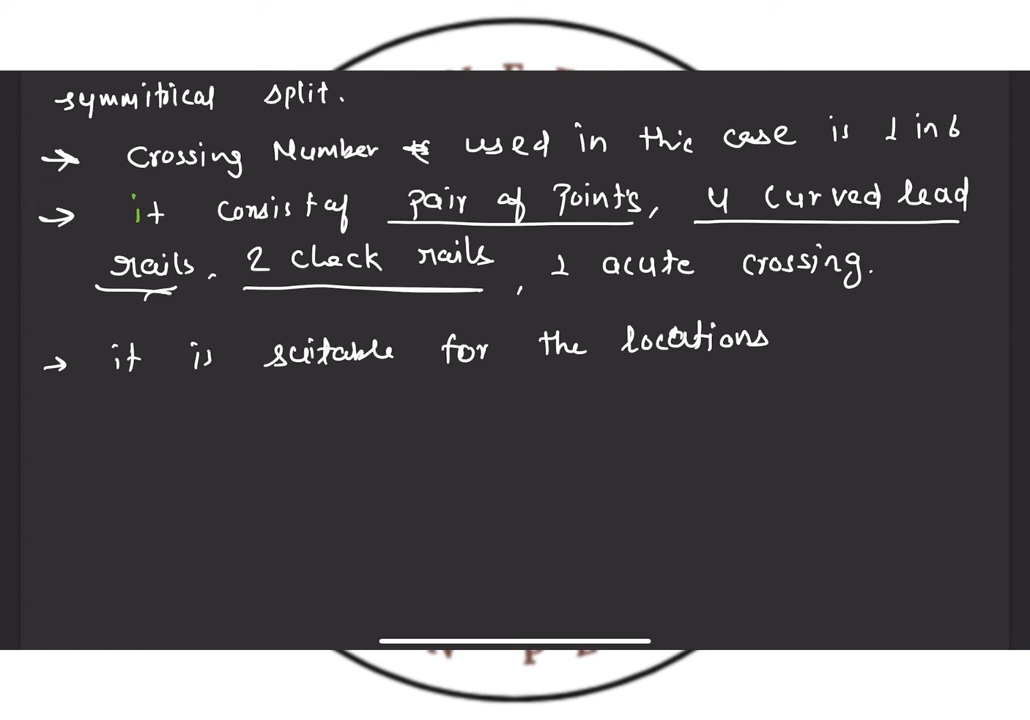 symmitrical split.
→ Crossing Number used in this case is 1 in 6
→ it consist of pair of points, 4 curved lead
rails, 2 check rails, 1 acute crossing.
→ it is suitable for the locations